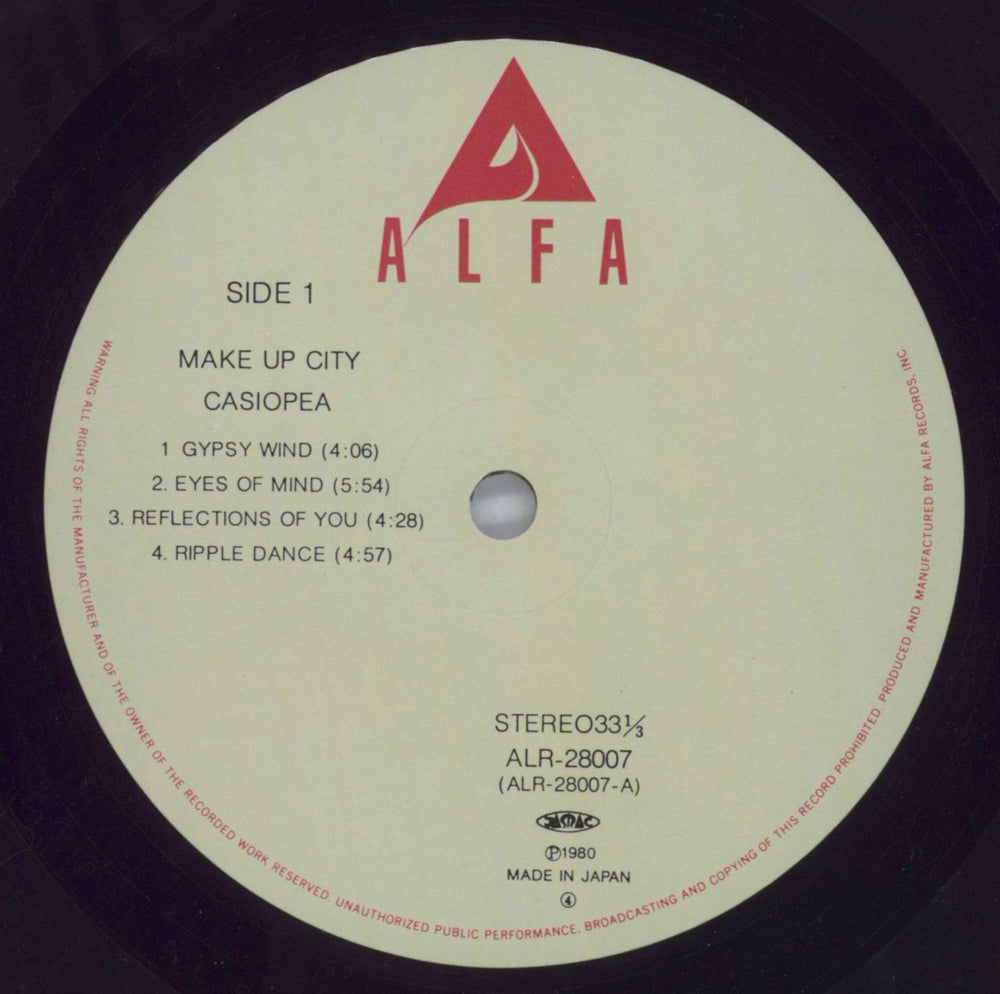 ALFA
SIDE 1
MAKE UP CITY
CASIOPEA
1 GYPSY WIND (4:06)
2. EYES OF MIND (5:54)
3. REFLECTIONS OF YOU (4:28)
4. RIPPLE DANCE (4:57)
STEREO33⅓
ALR-28007
(ALR-28007-A)
JASRAC
Ⓟ1980
MADE IN JAPAN
④
WARNING ALL RIGHTS OF THE MANUFACTURER AND OF THE OWNER OF THE RECORDED WORK RESERVED. UNAUTHORIZED PUBLIC PERFORMANCE, BROADCASTING AND COPYING OF THIS RECORD PROHIBITED. PRODUCED AND MANUFACTURED BY ALFA RECORDS, INC.